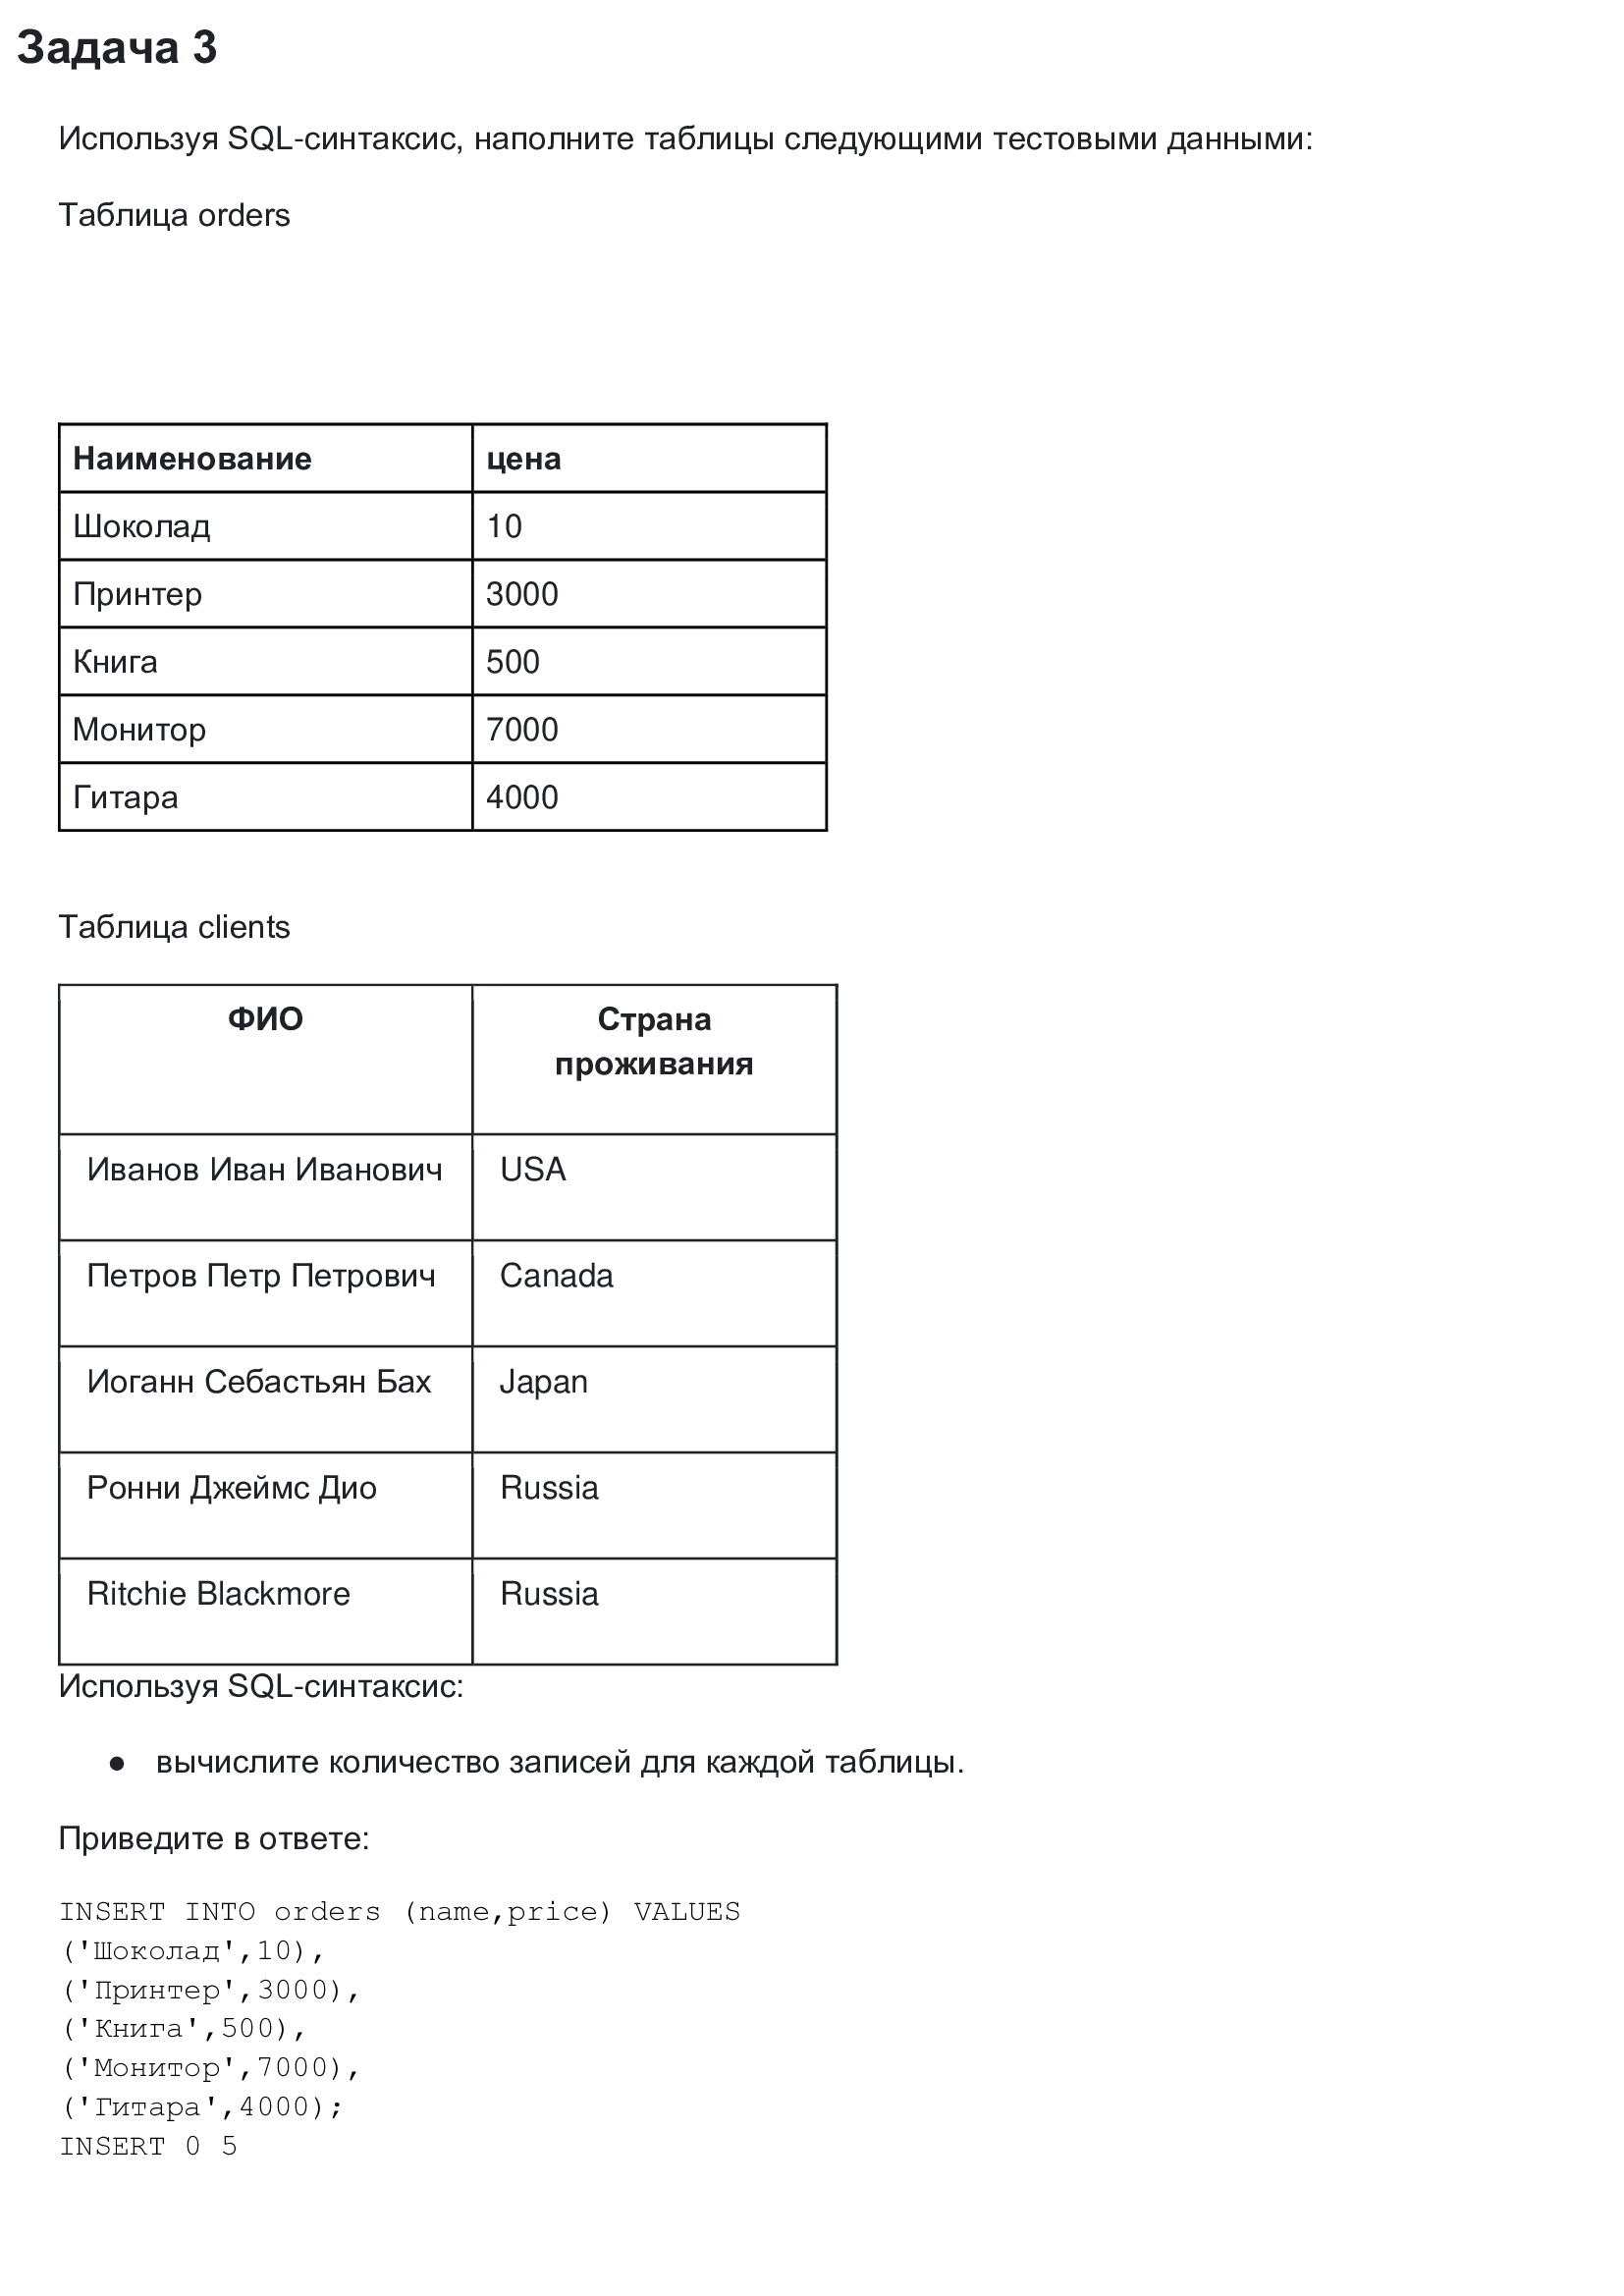 Задача 3
Используя SQL-синтаксис, наполните таблицы следующими тестовыми данными:
Таблица orders
Наименование цена
Шоколад 10
Принтер 3000
Книга 500
Монитор 7000
Гитара 4000
Таблица clients
ФИО Страна
проживания
Иванов Иван Иванович USA
Петров Петр Петрович Canada
Иоганн Себастьян Бах Japan
Ронни Джеймс Дио Russia
Ritchie Blackmore Russia
Используя SQL-синтаксис:
● вычислите количество записей для каждой таблицы.
Приведите в ответе:
INSERT INTO orders (name,price) VALUES
('Шоколад',10),
('Принтер',3000),
('Книга',500),
('Монитор',7000),
('Гитара',4000);
INSERT 0 5